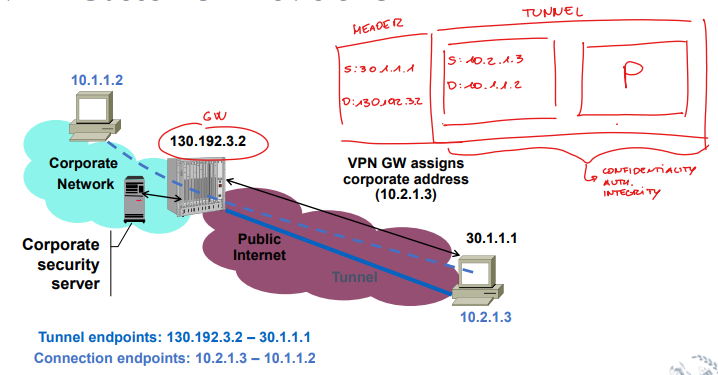 HEADER
TUNNEL
S:30.1.1.1
D:130.192.3.2
S:10.2.1.3
D:10.1.1.2
P
10.1.1.2
GW
130.192.3.2
Corporate
Network
VPN GW assigns
corporate address
(10.2.1.3)
CONFIDENTIALITY
AUTH.
INTEGRITY
Corporate
security
server
Public
Internet
Tunnel
30.1.1.1
10.2.1.3
Tunnel endpoints: 130.192.3.2 – 30.1.1.1
Connection endpoints: 10.2.1.3 – 10.1.1.2